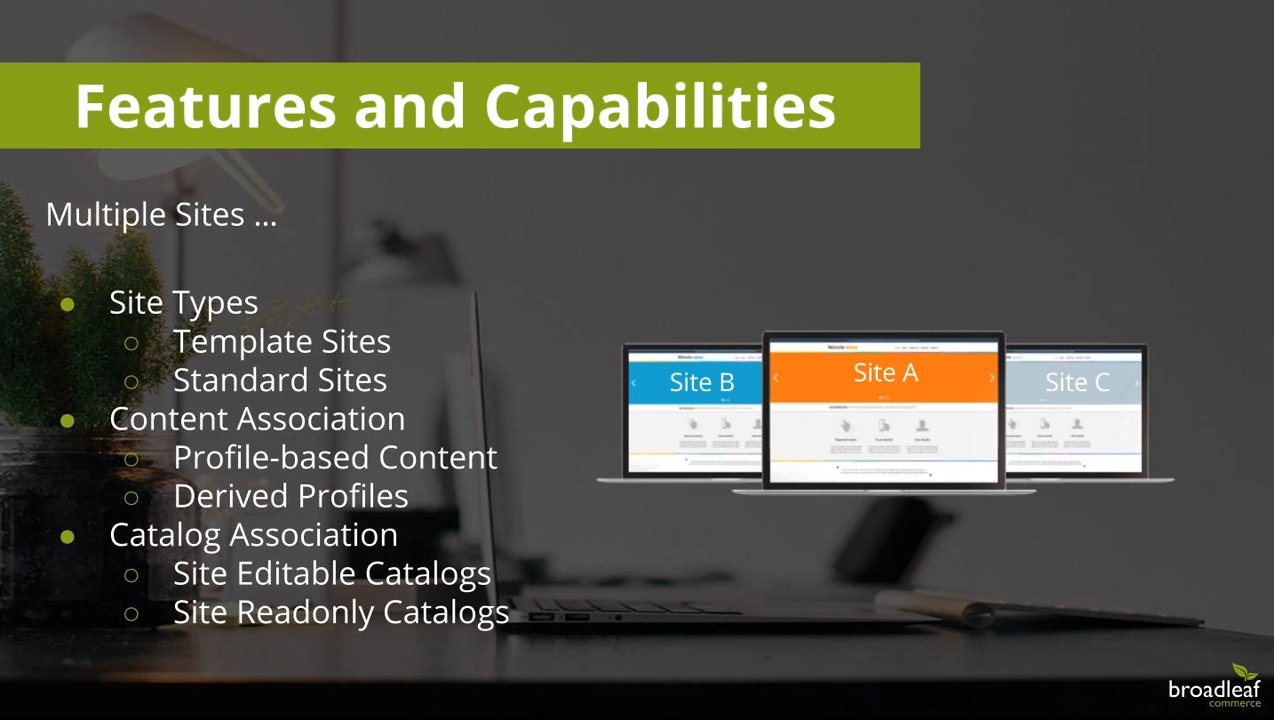 Features and Capabilities
Multiple Sites ...
● Site Types
○ Template Sites
○ Standard Sites
● Content Association
○ Profile-based Content
○ Derived Profiles
● Catalog Association
○ Site Editable Catalogs
○ Site Readonly Catalogs
Site B
Site A
Site C
broadleaf
commerce